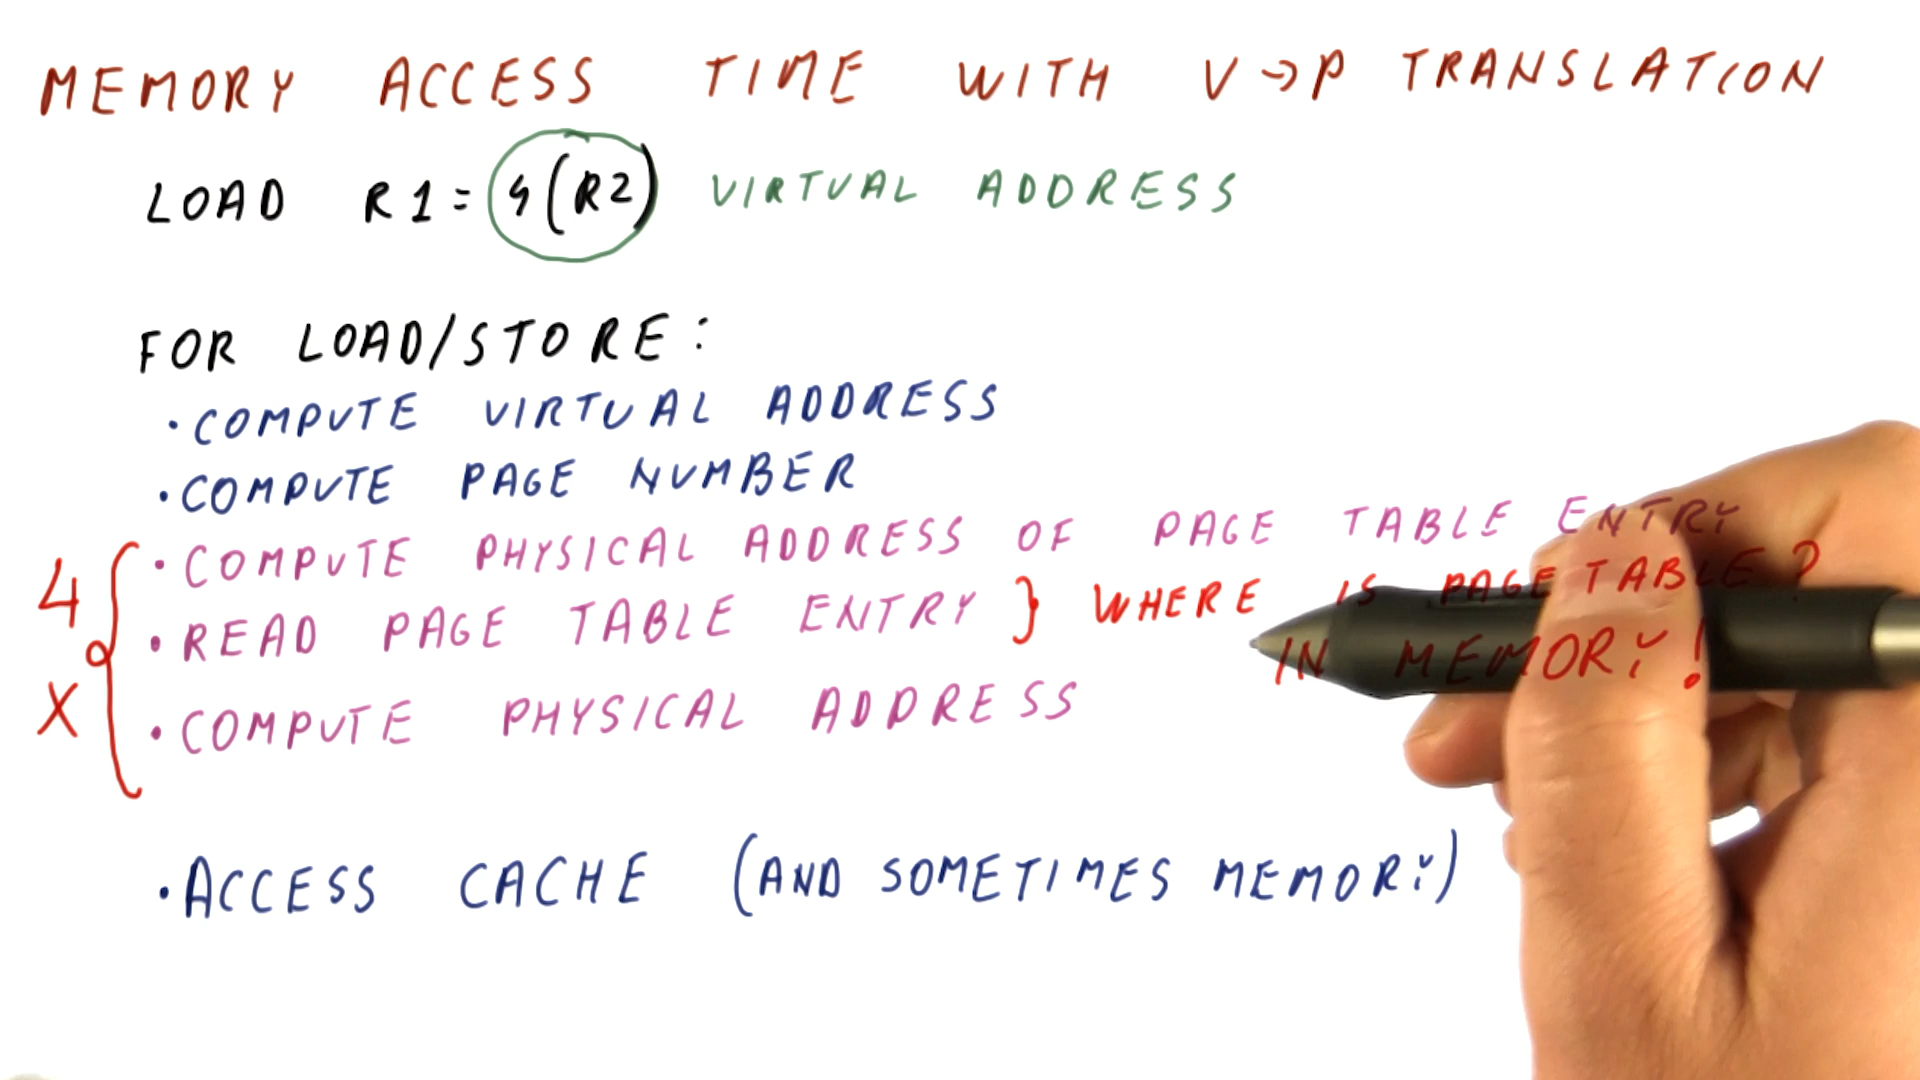 MEMORY ACCESS TIME WITH V→P TRANSLATION
LOAD R1 = 4(R2) VIRTUAL ADDRESS
FOR LOAD/STORE:
• COMPUTE VIRTUAL ADDRESS
• COMPUTE PAGE NUMBER
• COMPUTE PHYSICAL ADDRESS OF PAGE TABLE ENTRY
4 • READ PAGE TABLE ENTRY } WHERE IS PAGE TABLE?
IN MEMORY!
X • COMPUTE PHYSICAL ADDRESS
• ACCESS CACHE (AND SOMETIMES MEMORY)